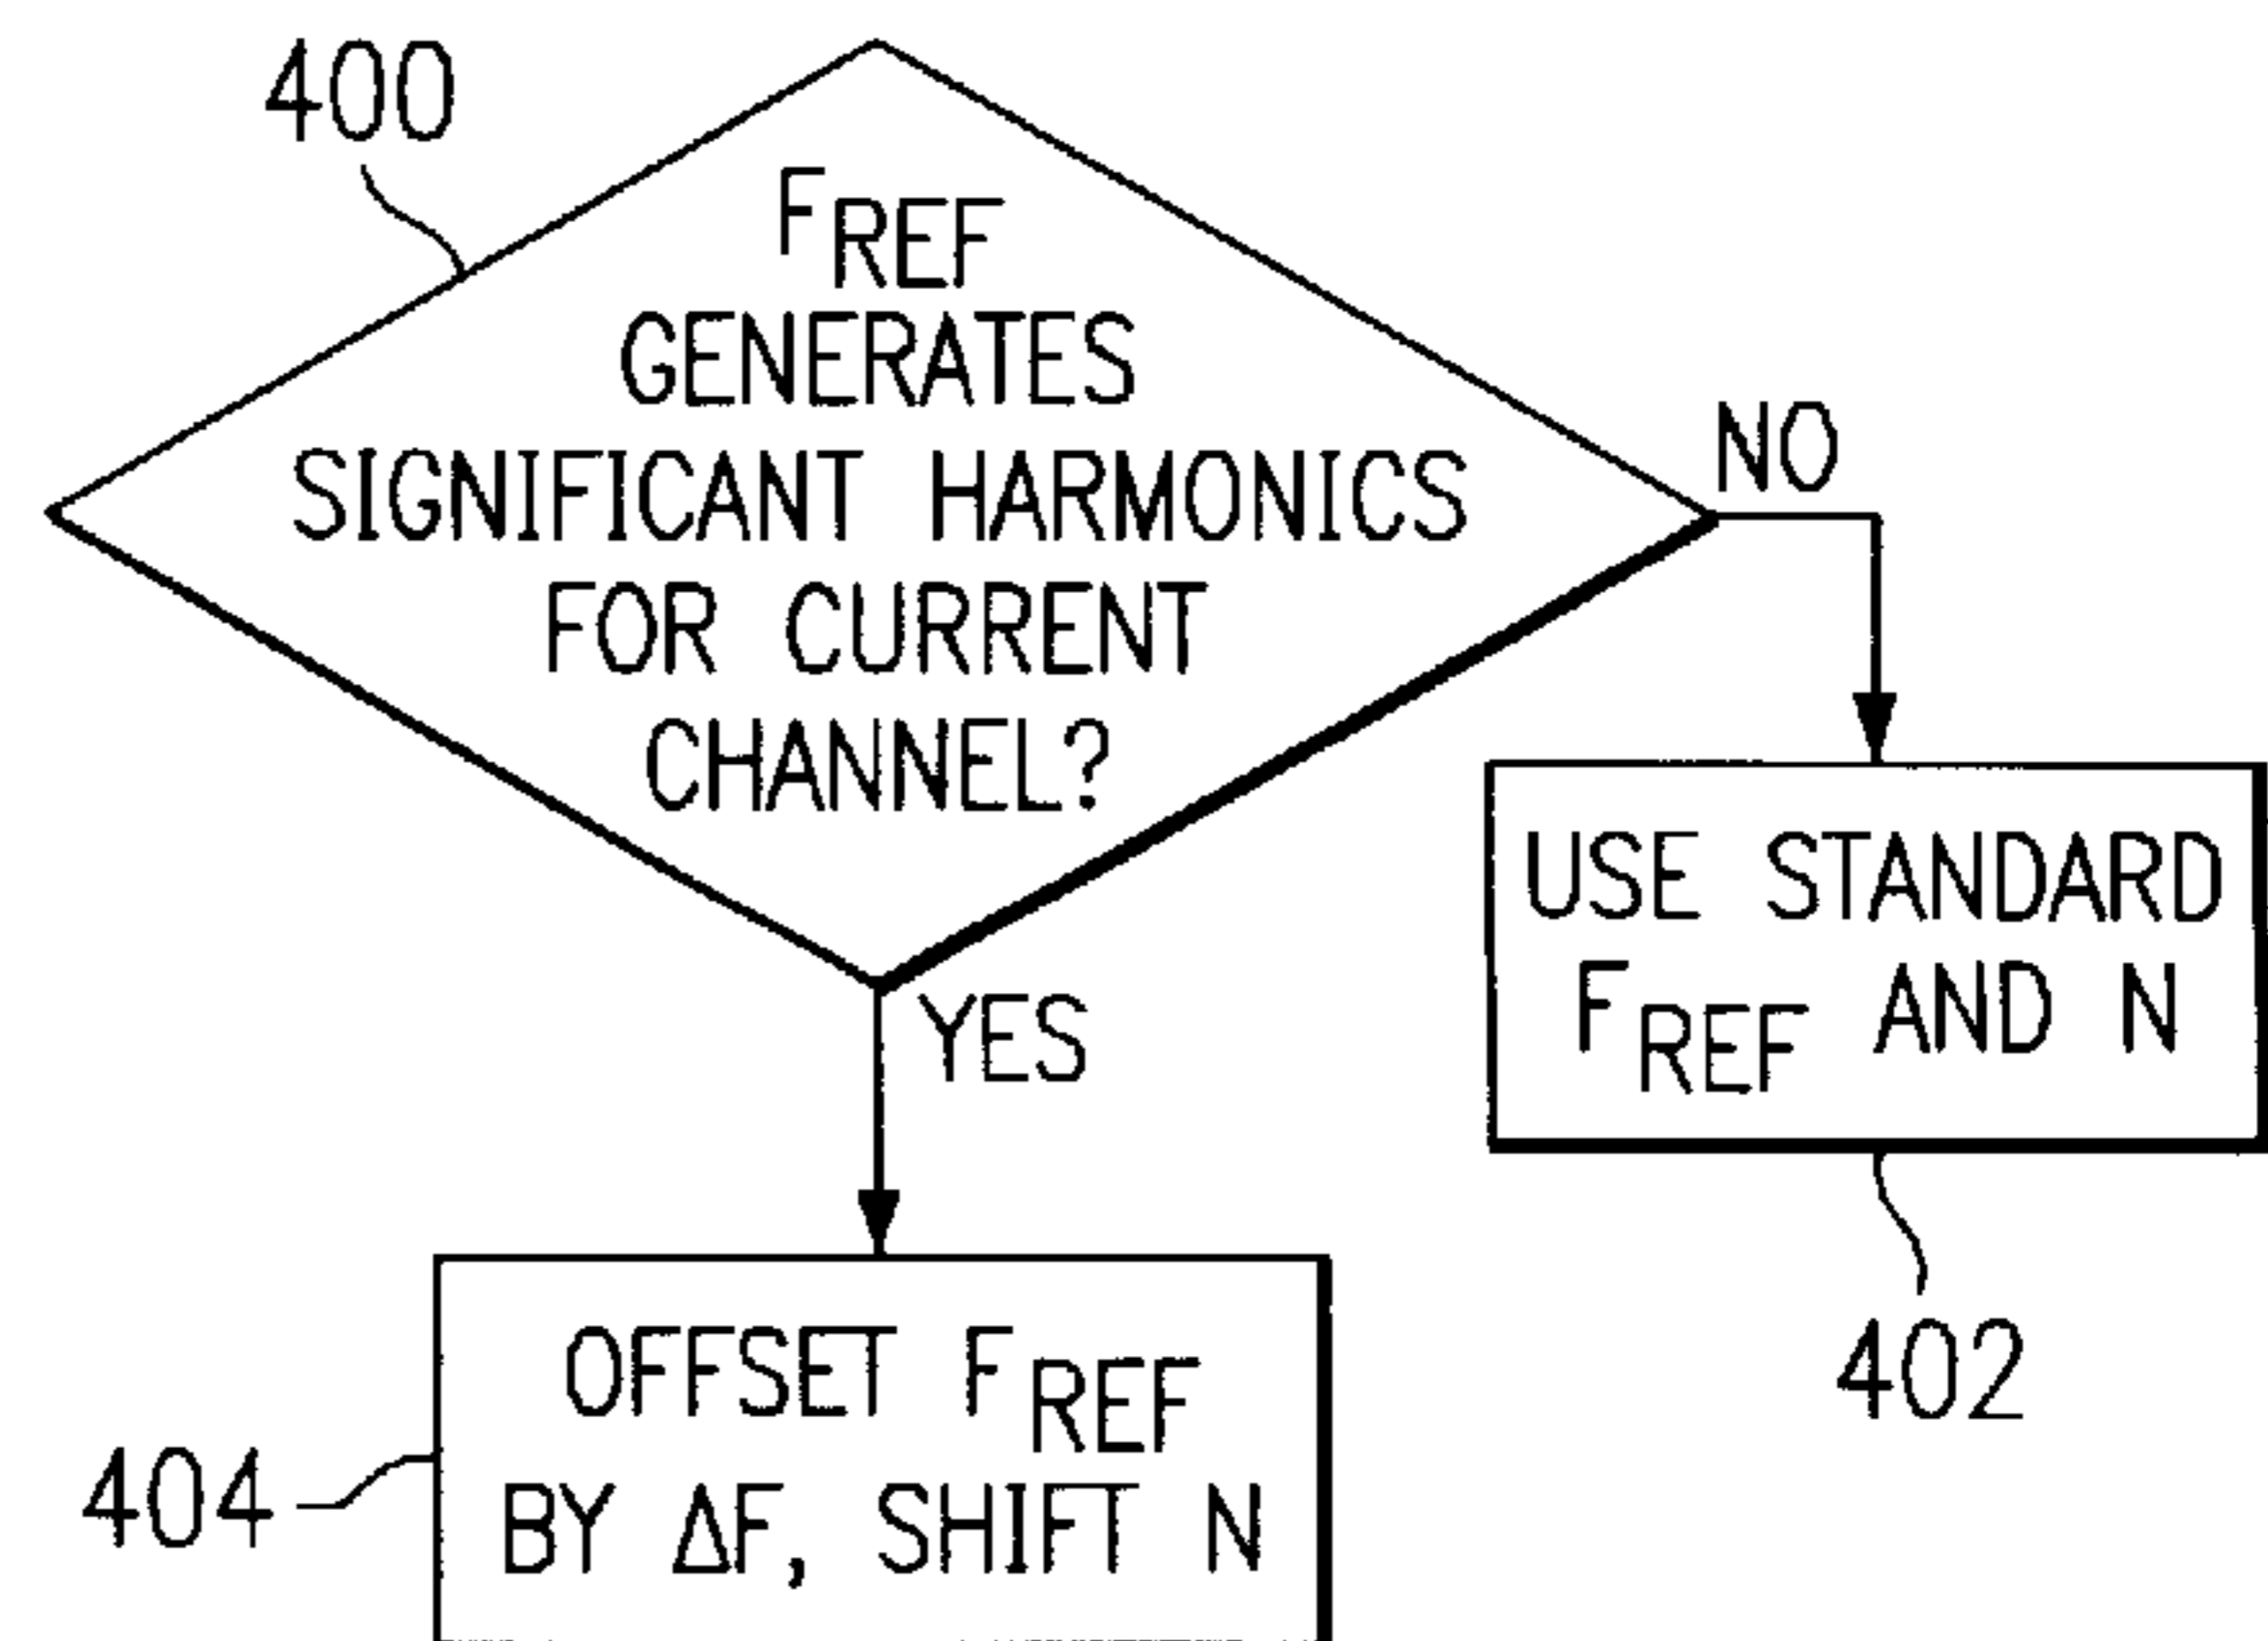 400
FREF
GENERATES
SIGNIFICANT HARMONICS
FOR CURRENT
CHANNEL?
NO
YES
USE STANDARD
FREF AND N
402
OFFSET FREF
BY ΔF, SHIFT N
404